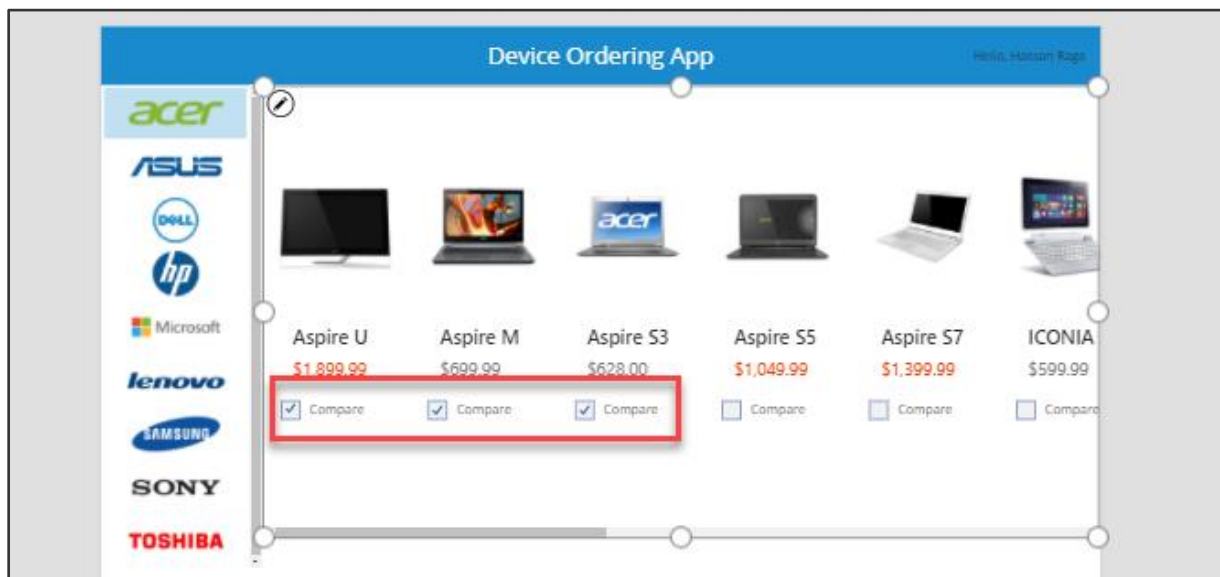 Device Ordering App
Hello, Hassan Rage
acer
ASUS
DELL
hp
Microsoft
lenovo
SAMSUNG
SONY
TOSHIBA
acer
Aspire U Aspire M Aspire S3 Aspire S5 Aspire S7 ICONIA
$1,899.99 $699.99 $628.00 $1,049.99 $1,399.99 $599.99
Compare Compare Compare Compare Compare Compare